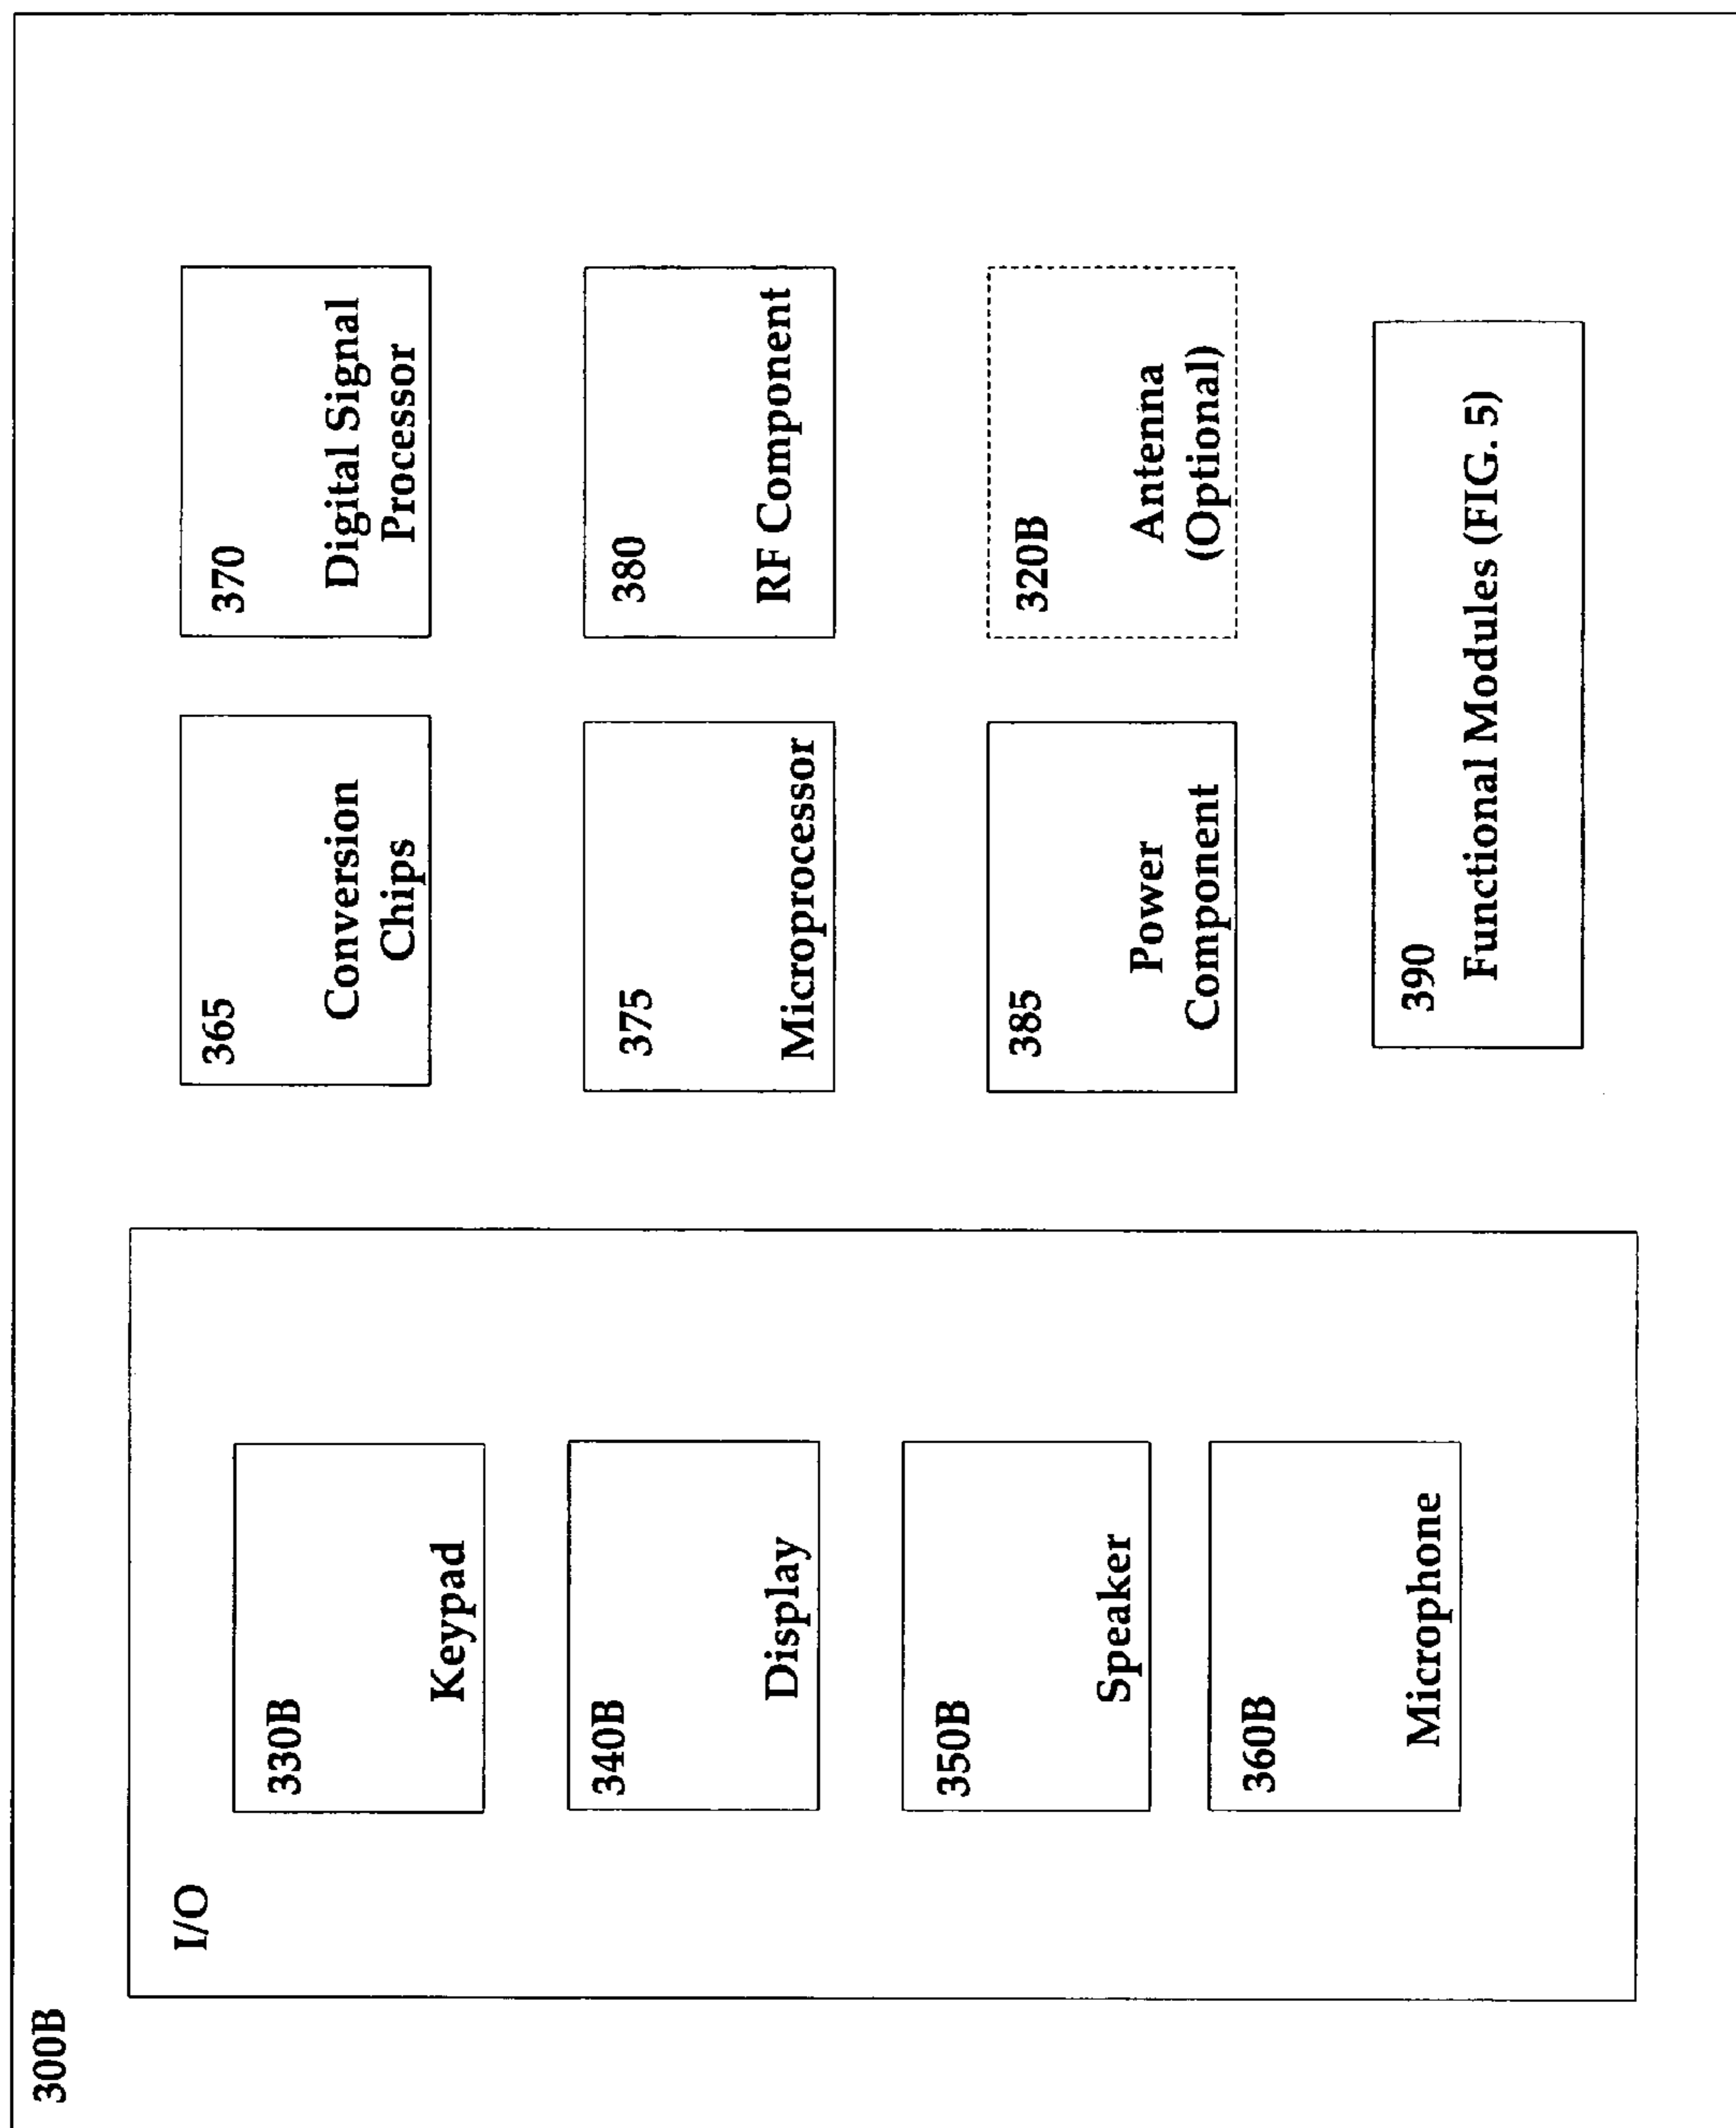 300B
I/O
330B
Keypad
340B
Display
350B
Speaker
360B
Microphone
365
Conversion
Chips
370
Digital Signal
Processor
375
Microprocessor
380
RF Component
385
Power
Component
320B
Antenna
(Optional)
390
Functional Modules (FIG. 5)